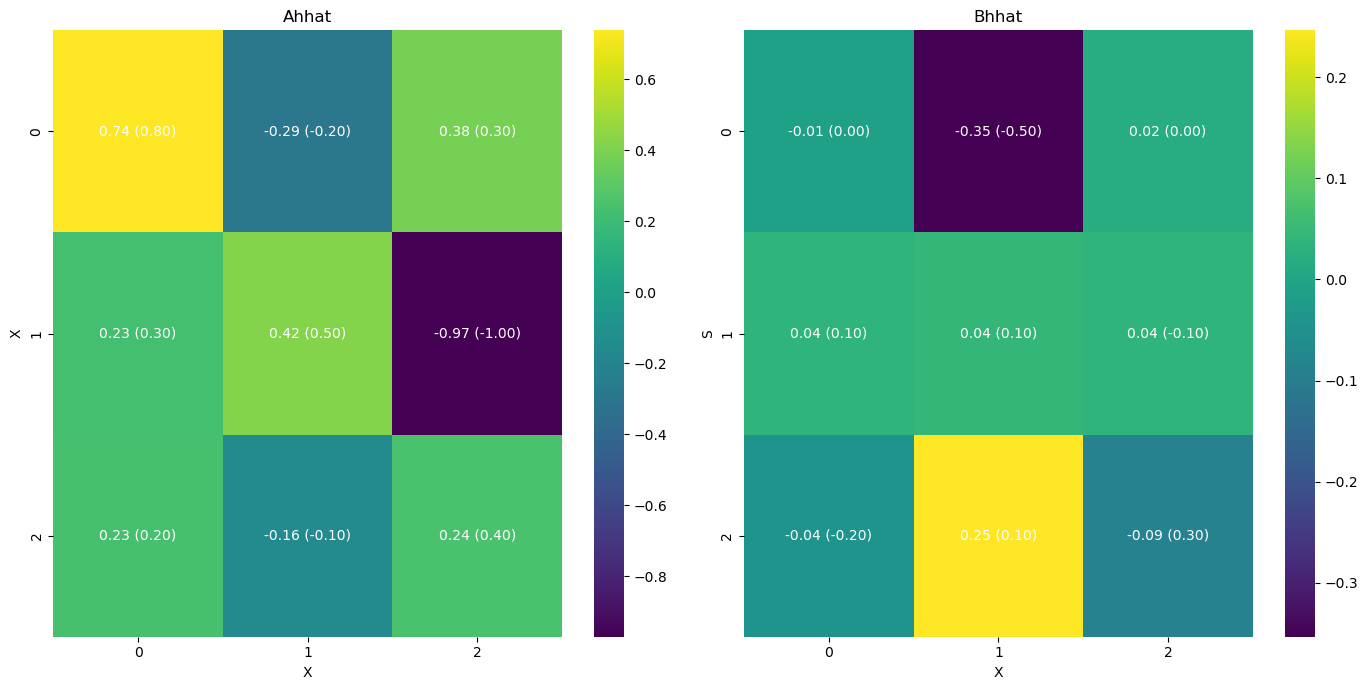 Ahhat
Bhhat
0.74 (0.80) -0.29 (-0.20) 0.38 (0.30)
0.23 (0.30) 0.42 (0.50) -0.97 (-1.00)
0.23 (0.20) -0.16 (-0.10) 0.24 (0.40)
0
1
2
X
0 1 2
X
0.6
0.4
0.2
0.0
−0.2
−0.4
−0.6
−0.8
-0.01 (0.00) -0.35 (-0.50) 0.02 (0.00)
0.04 (0.10) 0.04 (0.10) 0.04 (-0.10)
-0.04 (-0.20) 0.25 (0.10) -0.09 (0.30)
0
1
2
S
0 1 2
X
0.2
0.1
0.0
−0.1
−0.2
−0.3